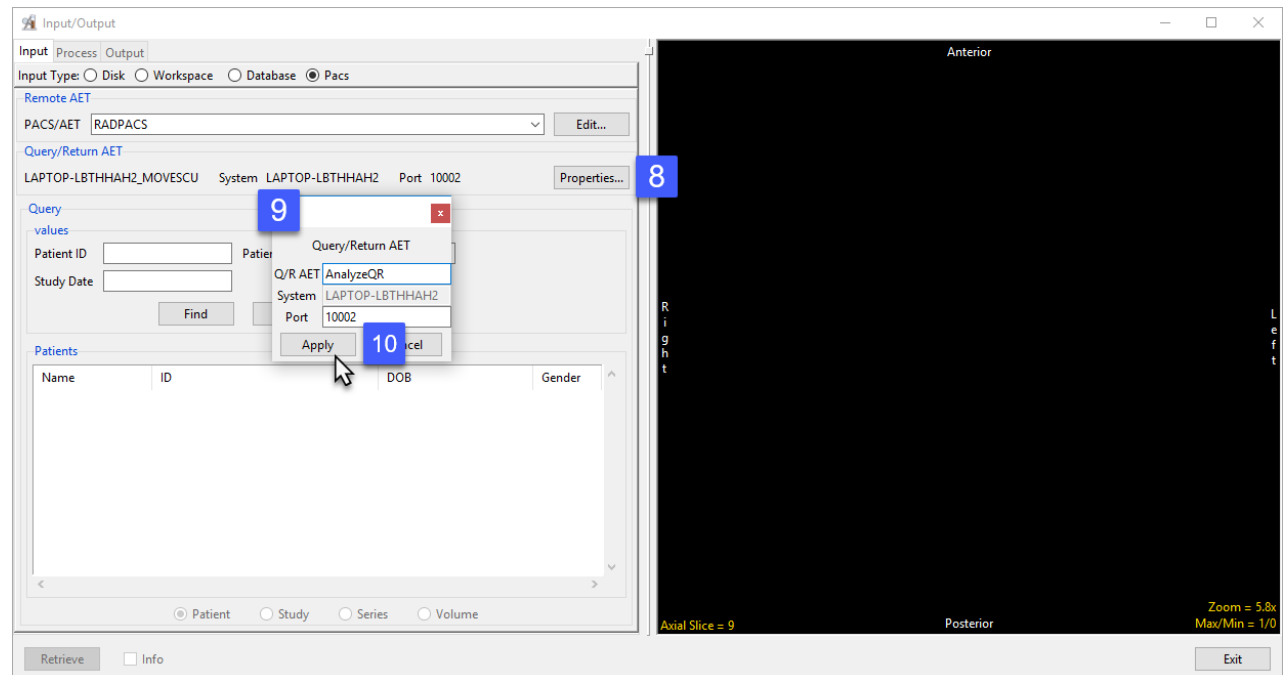 Input/Output
Input Process Output
Input Type: Disk Workspace Database Pacs
Remote AET
PACS/AET RADPACS Edit...
Query/Return AET
LAPTOP-LBTHHAH2_MOVESCU System LAPTOP-LBTHHAH2 Port 10002 Properties... 8
Query
values
Patient ID
Study Date
Find
9
Query/Return AET
Q/R AET AnalyzeQR
System LAPTOP-LBTHHAH2
Port 10002
Apply 10
Patients
Name ID DOB Gender
Patient Study Series Volume
Retrieve Info
Anterior
Right
Left
Zoom = 5.8x
Axial Slice = 9 Posterior Max/Min = 1/0
Exit